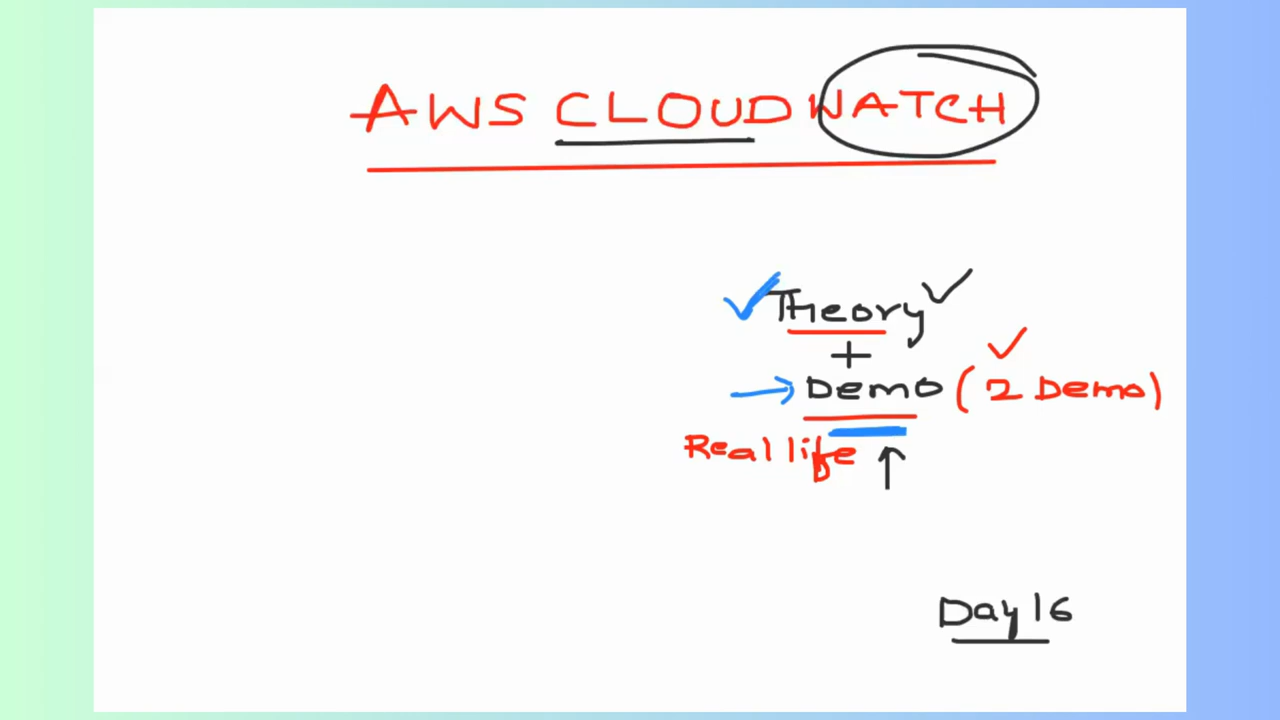 AWS CLOUDWATCH
Theory
+
Demo (2 Demo)
Real life
Day 16